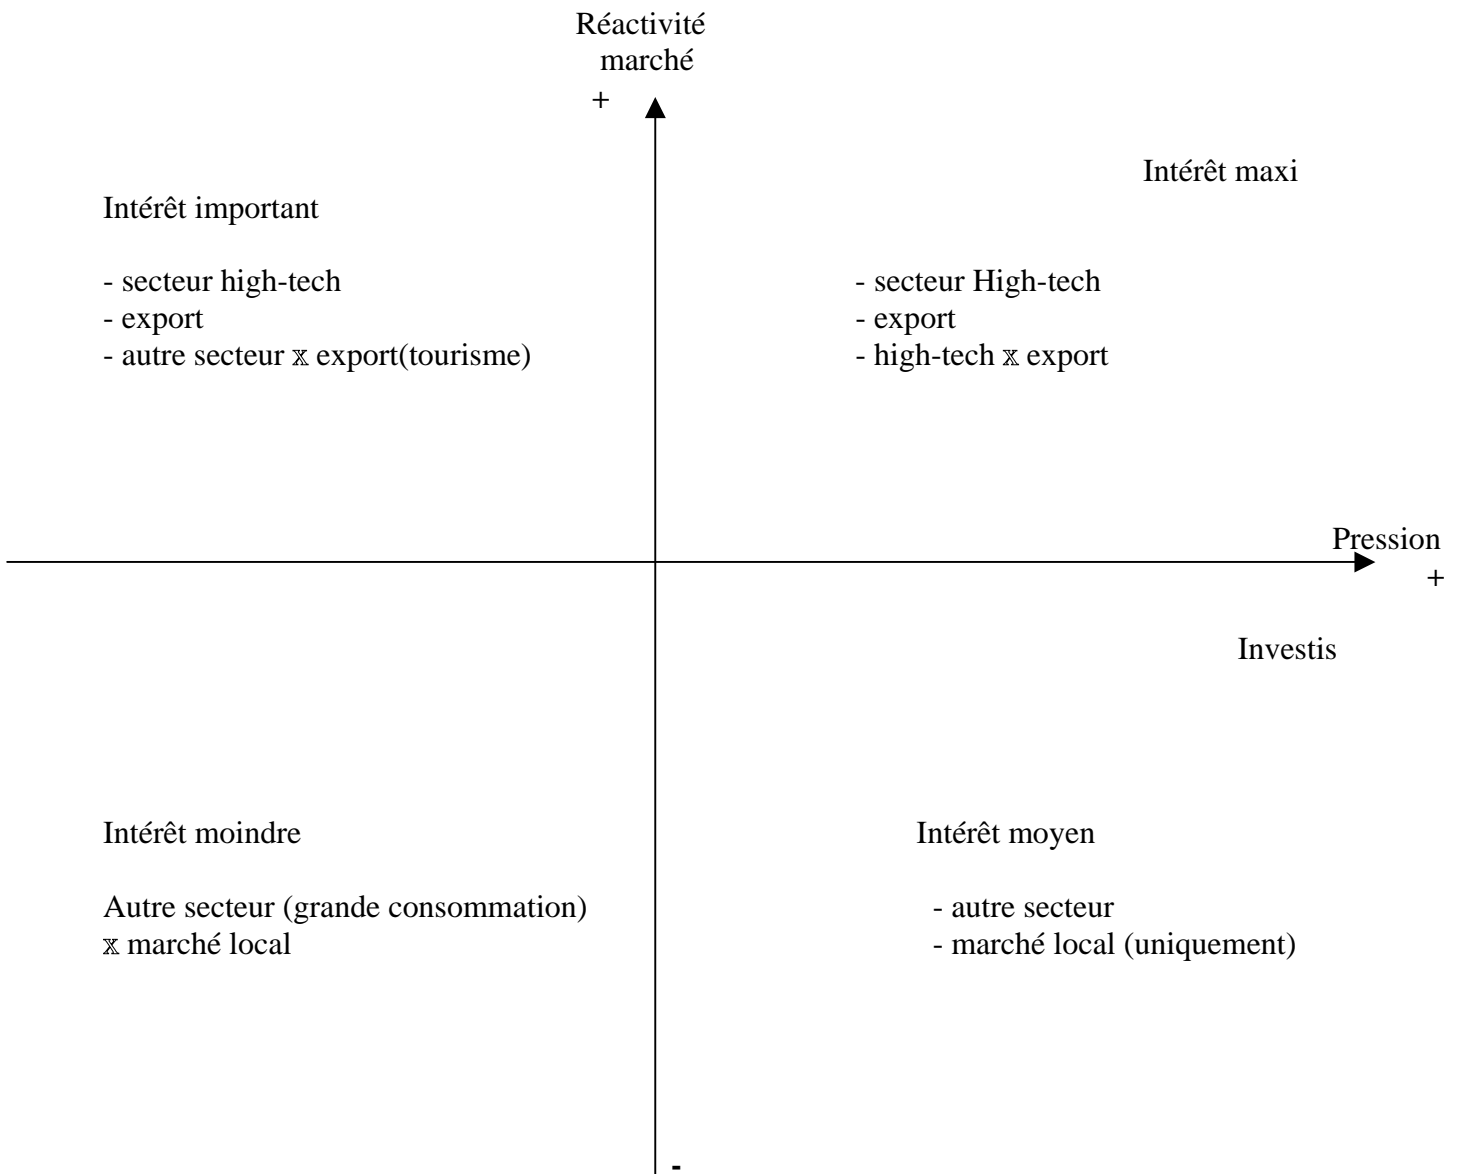 Réactivité
marché
+
Intérêt maxi
Intérêt important
- secteur high-tech
- export
- autre secteur x export(tourisme)
- secteur High-tech
- export
- high-tech x export
Pression
+
Investis
Intérêt moindre
Autre secteur (grande consommation)
x marché local
Intérêt moyen
- autre secteur
- marché local (uniquement)
-